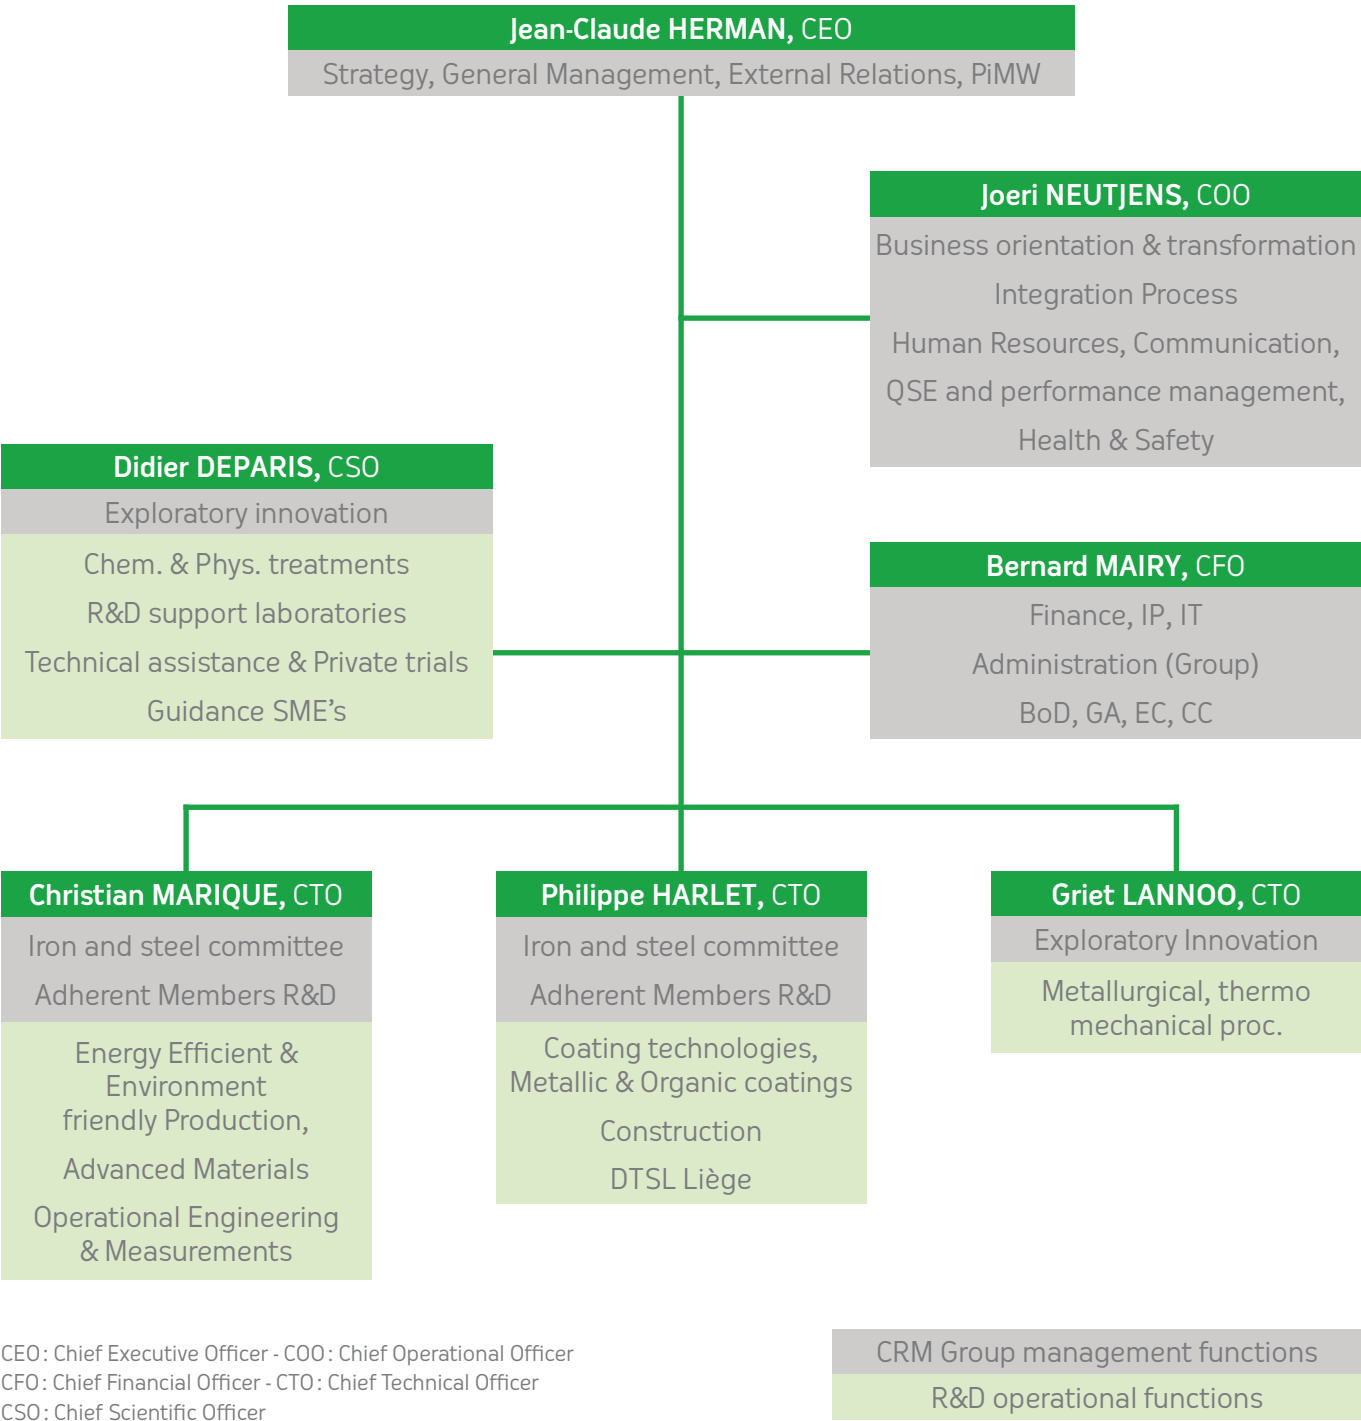 Jean-Claude HERMAN, CEO
Strategy, General Management, External Relations, PiMW
Joeri NEUTJENS, COO
Business orientation & transformation
Integration Process
Human Resources, Communication,
QSE and performance management,
Health & Safety
Didier DEPARIS, CSO
Exploratory innovation
Chem. & Phys. treatments
R&D support laboratories
Technical assistance & Private trials
Guidance SME's
Bernard MAIRY, CFO
Finance, IP, IT
Administration (Group)
BoD, GA, EC, CC
Christian MARIQUE, CTO
Iron and steel committee
Adherent Members R&D
Energy Efficient &
Environment
friendly Production,
Advanced Materials
Operational Engineering
& Measurements
Philippe HARLET, CTO
Iron and steel committee
Adherent Members R&D
Coating technologies,
Metallic & Organic coatings
Construction
DTSL Liège
Griet LANNOO, CTO
Exploratory Innovation
Metallurgical, thermo
mechanical proc.
CEO : Chief Executive Officer - COO : Chief Operational Officer
CFO : Chief Financial Officer - CTO : Chief Technical Officer
CSO : Chief Scientific Officer
CRM Group management functions
R&D operational functions